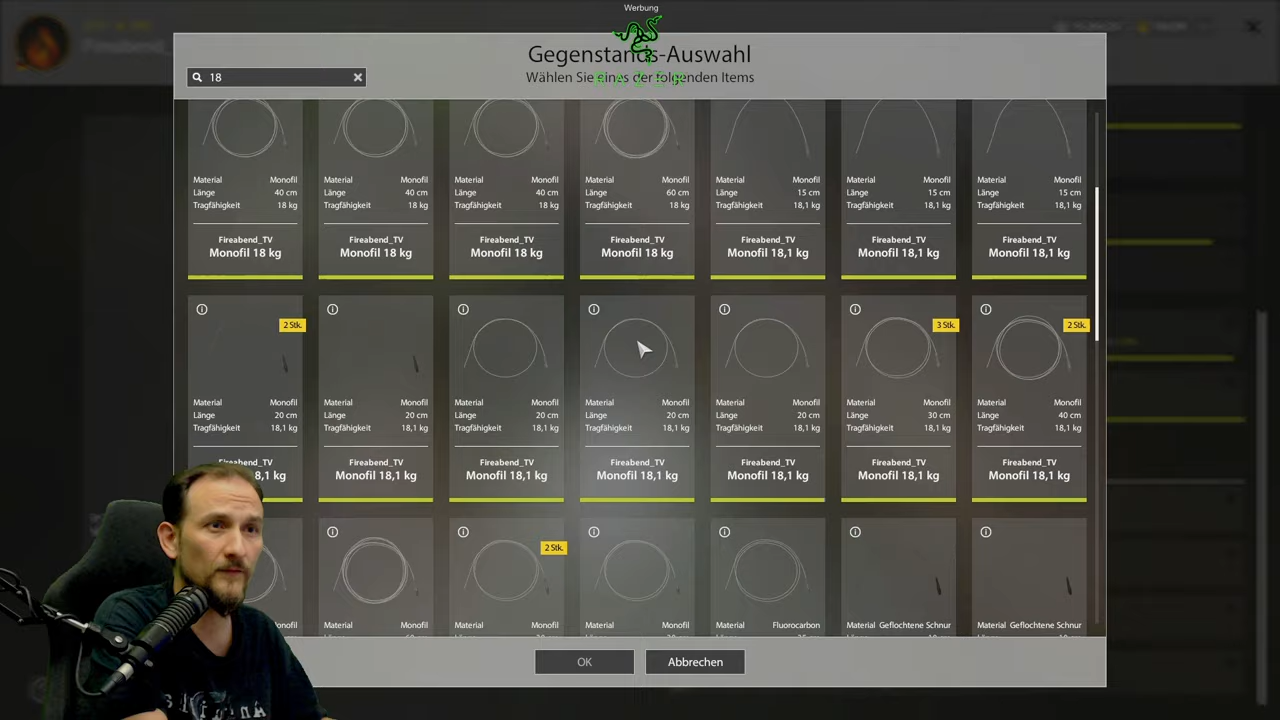 Werbung
Gegenstands-Auswahl
Wählen Sie eines der folgenden Items
18
Material Monofil
Länge 40 cm
Tragfähigkeit 18 kg
Fireabend_TV
Monofil 18 kg
Material Monofil
Länge 40 cm
Tragfähigkeit 18 kg
Fireabend_TV
Monofil 18 kg
Material Monofil
Länge 40 cm
Tragfähigkeit 18 kg
Fireabend_TV
Monofil 18 kg
Material Monofil
Länge 60 cm
Tragfähigkeit 18 kg
Fireabend_TV
Monofil 18 kg
Material Monofil
Länge 15 cm
Tragfähigkeit 18,1 kg
Fireabend_TV
Monofil 18,1 kg
Material Monofil
Länge 15 cm
Tragfähigkeit 18,1 kg
Fireabend_TV
Monofil 18,1 kg
Material Monofil
Länge 15 cm
Tragfähigkeit 18,1 kg
Fireabend_TV
Monofil 18,1 kg
2 Stk.
Material Monofil
Länge 20 cm
Tragfähigkeit 18,1 kg
Fireabend_TV
8,1 kg
Material Monofil
Länge 20 cm
Tragfähigkeit 18,1 kg
Fireabend_TV
Monofil 18,1 kg
Material Monofil
Länge 20 cm
Tragfähigkeit 18,1 kg
Fireabend_TV
Monofil 18,1 kg
Material Monofil
Länge 20 cm
Tragfähigkeit 18,1 kg
Fireabend_TV
Monofil 18,1 kg
Material Monofil
Länge 20 cm
Tragfähigkeit 18,1 kg
Fireabend_TV
Monofil 18,1 kg
3 Stk.
Material Monofil
Länge 30 cm
Tragfähigkeit 18,1 kg
Fireabend_TV
Monofil 18,1 kg
2 Stk.
Material Monofil
Länge 40 cm
Tragfähigkeit 18,1 kg
Fireabend_TV
Monofil 18,1 kg
Monofil
Material Monofil
2 Stk.
Material Monofil
Material Monofil
Material Fluorocarbon
Material Geflochtene Schnur
Material Geflochtene Schnur
OK
Abbrechen